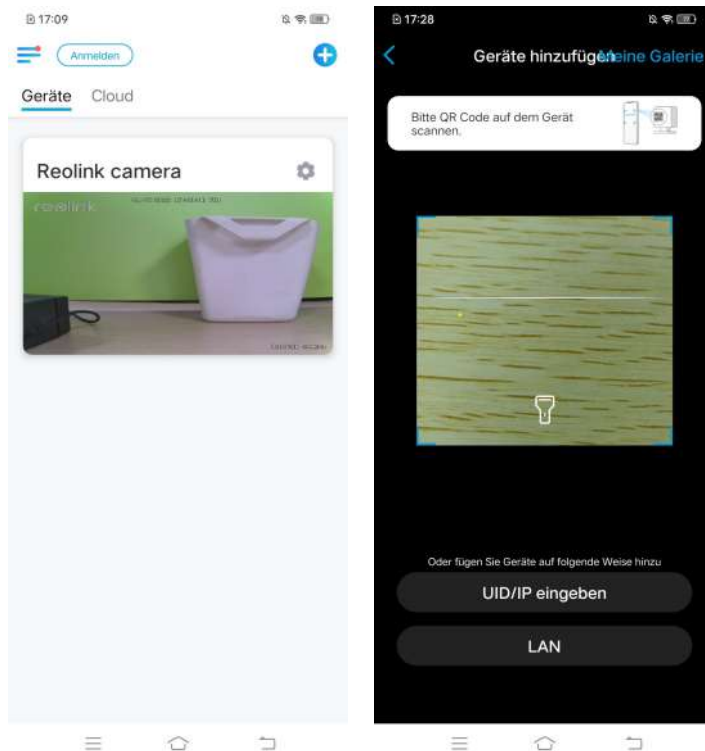 17:09
Anmelden
Geräte Cloud
Reolink camera
reolink
17:28
Geräte hinzufügen
Meine Galerie
Bitte QR Code auf dem Gerät
scannen.
Oder fügen Sie Geräte auf folgende Weise hinzu
UID/IP eingeben
LAN